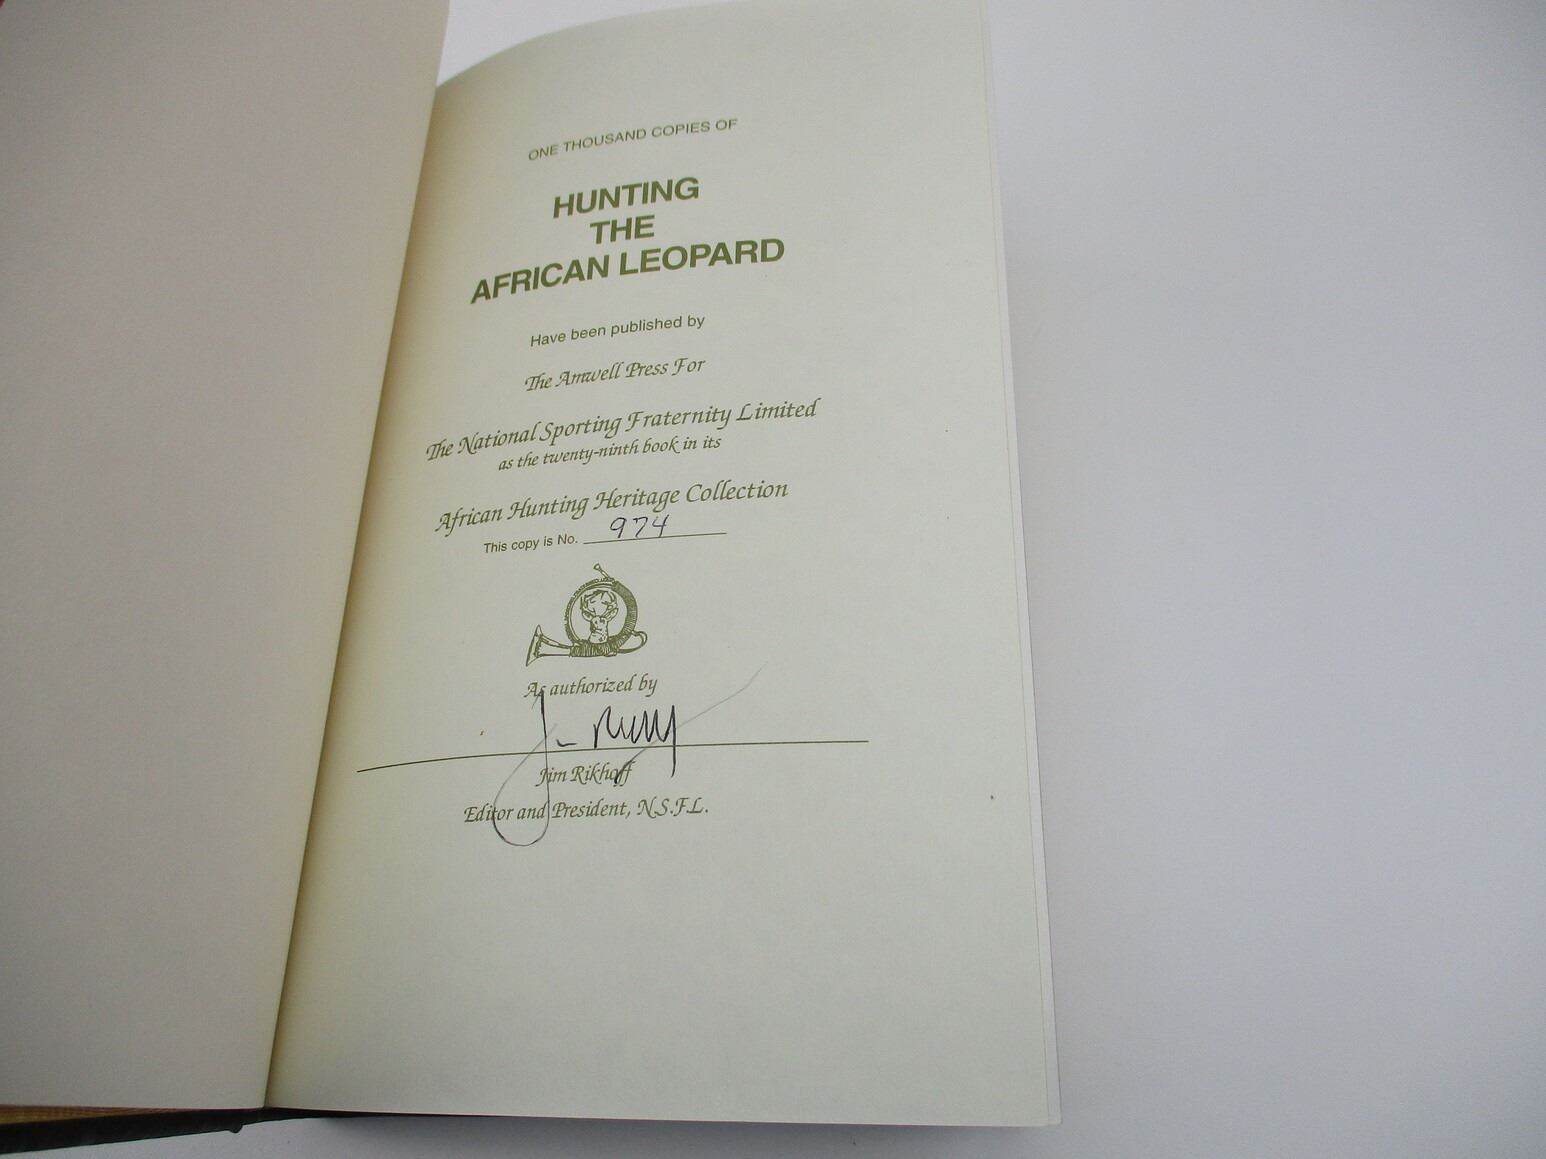 ONE THOUSAND COPIES OF
HUNTING
THE
AFRICAN LEOPARD
Have been published by
The Amwell Press For
The National Sporting Fraternity Limited
as the twenty-ninth book in its
African Hunting Heritage Collection
This copy is No. 974
As authorized by
Jim Rikhoff
Editor and President, N.S.F.L.